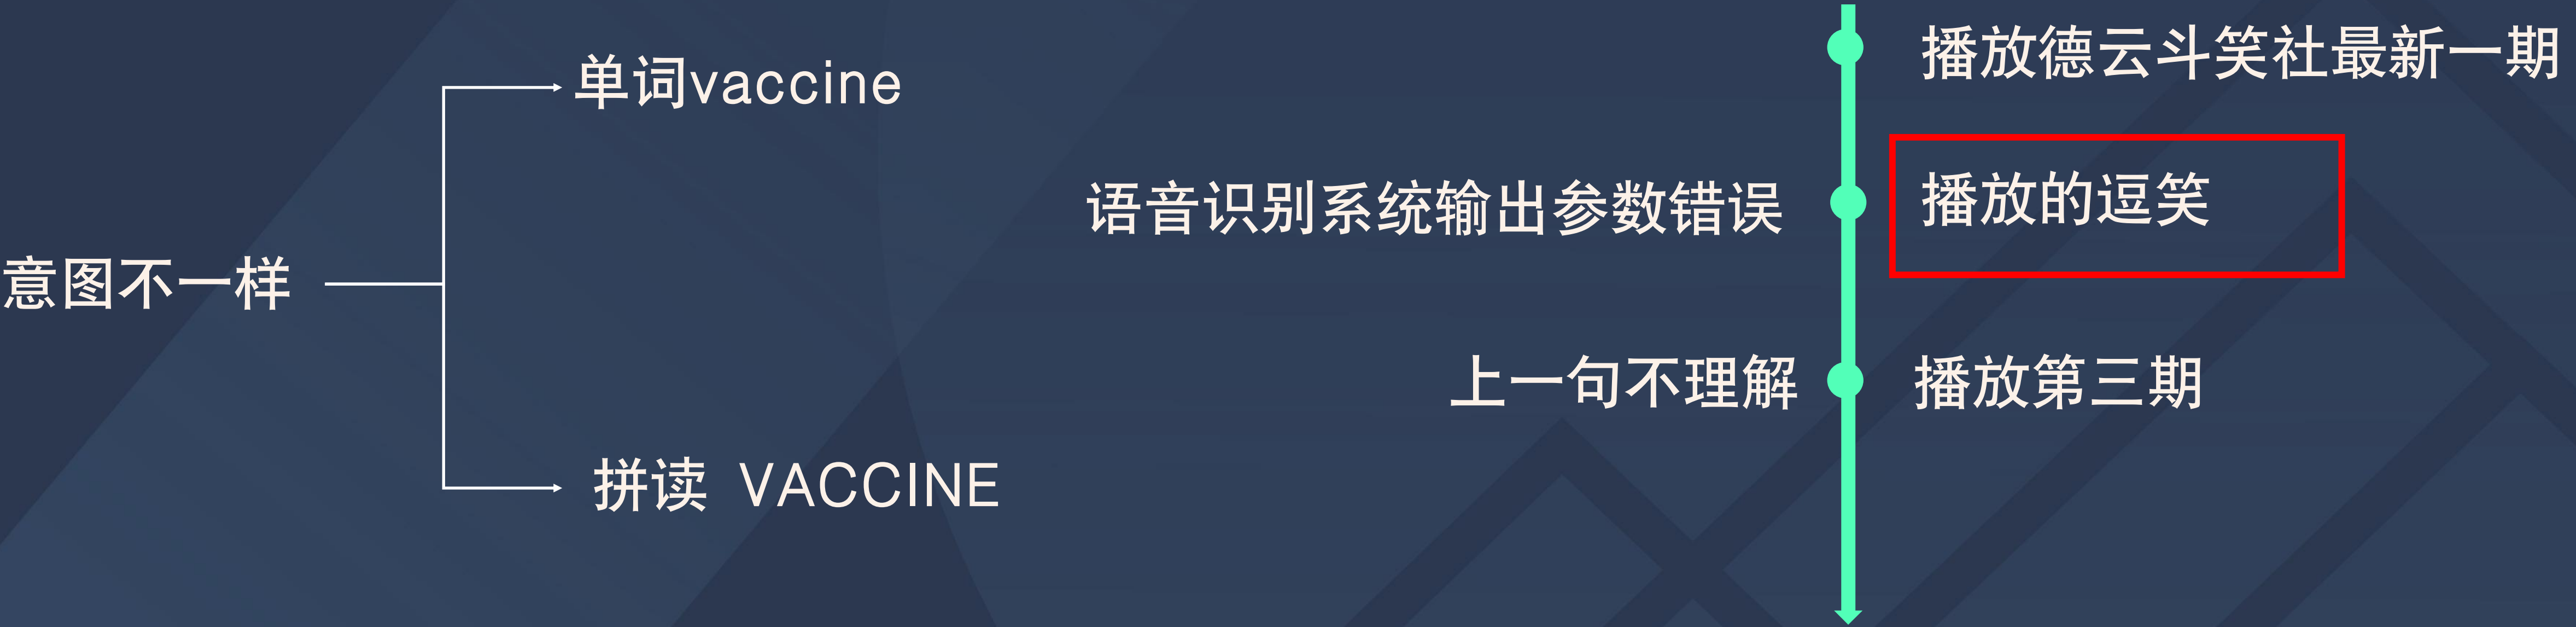 意图不一样
单词vaccine
拼读 VACCINE
播放德云斗笑社最新一期
语音识别系统输出参数错误
播放的逗笑
上一句不理解
播放第三期